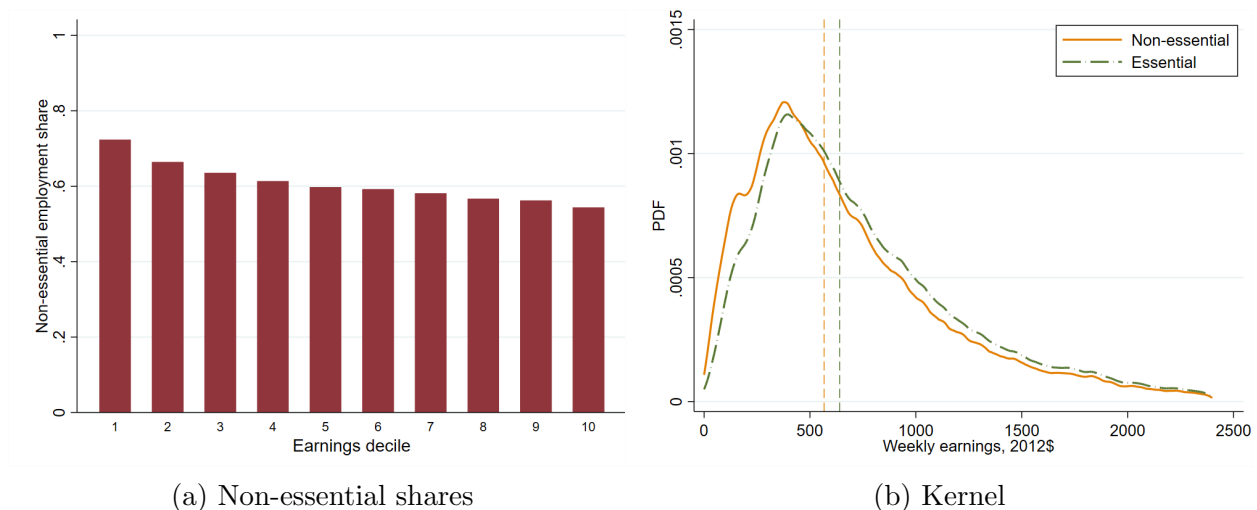 Non-essential employment share
1
.8
.6
.4
.2
0
1 2 3 4 5 6 7 8 9 10
Earnings decile
(a) Non-essential shares
PDF
.0015
.001
.0005
0
Non-essential
Essential
0 500 1000 1500 2000 2500
Weekly earnings, 2012$
(b) Kernel